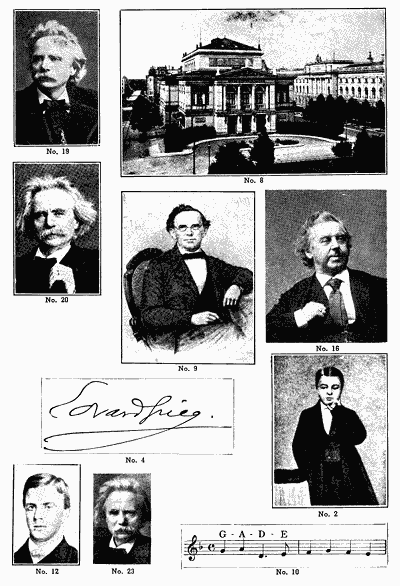 No. 19
No. 8
No. 20
No. 9
No. 16
Edvard Grieg.
No. 4
No. 2
No. 12
No. 23
G - A - D - E
No. 10